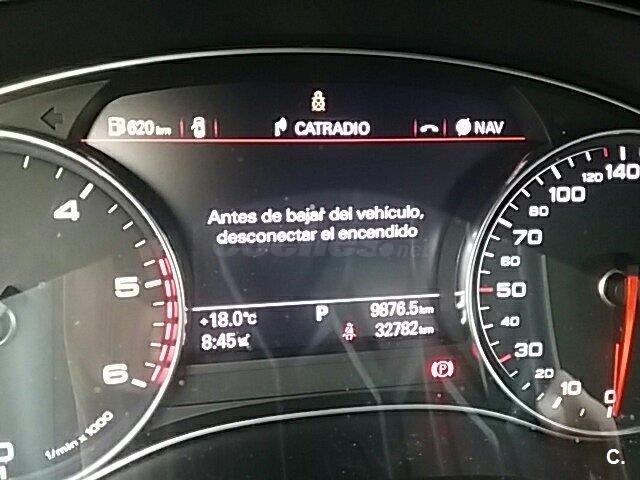 620 km
CATRADIO
NAV
Antes de bajar del vehículo,
desconectar el encendido
coches.net
+18.0°C
P
9876.5 km
8:45
32782 km
(P)
4
5
6
1/min x 1000
140
120
100
80
70
60
50
40
30
20
10
0
C.